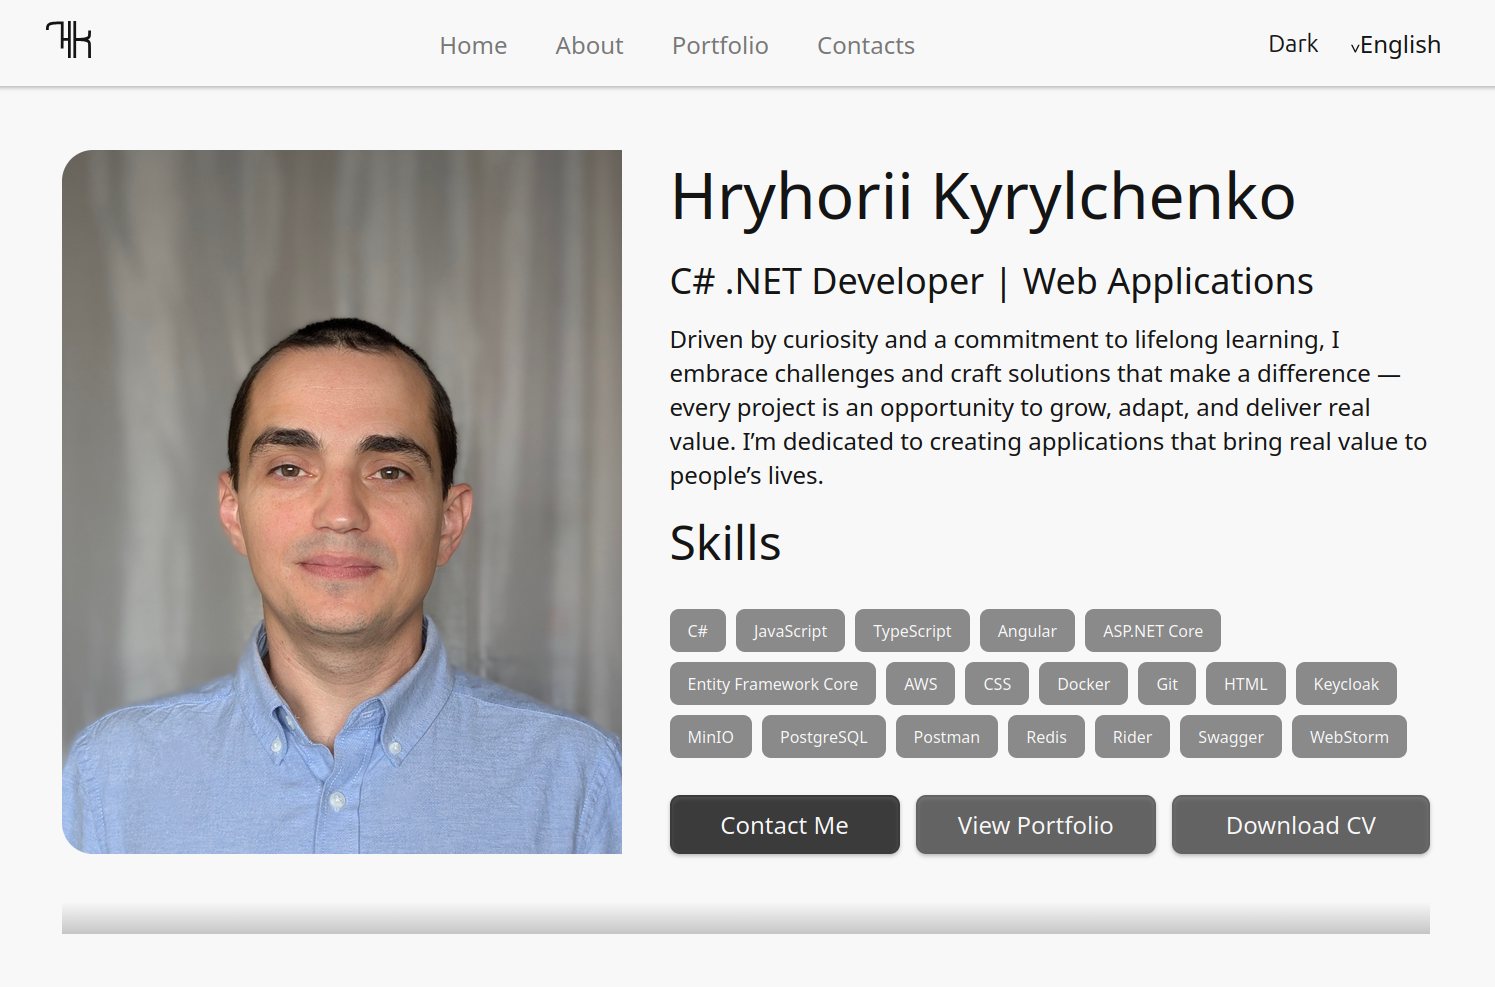 Home About Portfolio Contacts Dark English
Hryhorii Kyrylchenko
C# .NET Developer | Web Applications
Driven by curiosity and a commitment to lifelong learning, I
embrace challenges and craft solutions that make a difference —
every project is an opportunity to grow, adapt, and deliver real
value. I’m dedicated to creating applications that bring real value to
people’s lives.
Skills
C# JavaScript TypeScript Angular ASP.NET Core
Entity Framework Core AWS CSS Docker Git HTML Keycloak
MinIO PostgreSQL Postman Redis Rider Swagger WebStorm
Contact Me View Portfolio Download CV